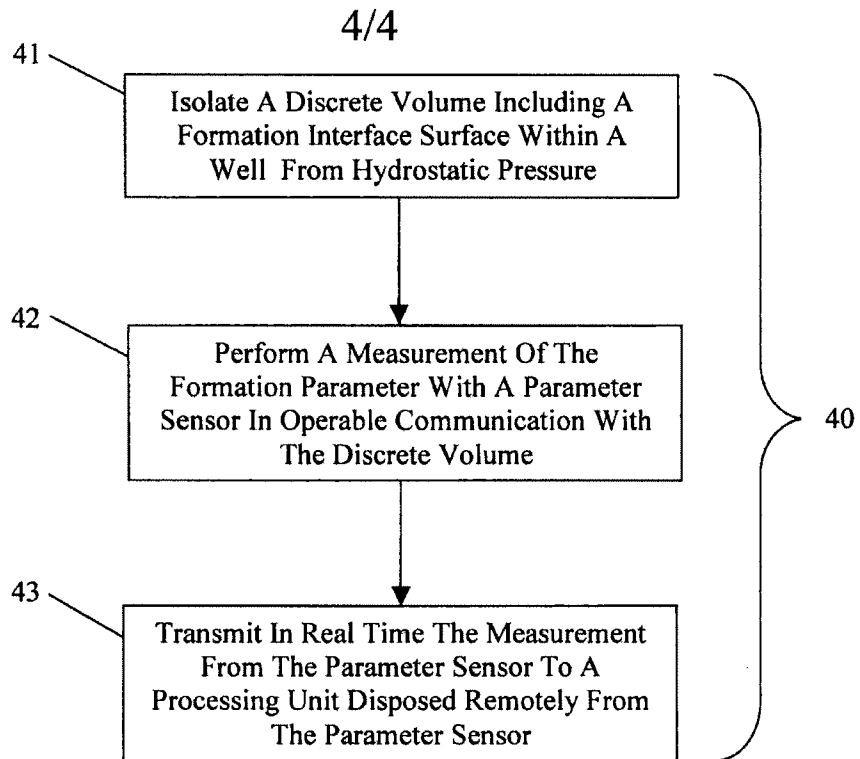 4/4
41
Isolate A Discrete Volume Including A
Formation Interface Surface Within A
Well From Hydrostatic Pressure
42
Perform A Measurement Of The
Formation Parameter With A Parameter
Sensor In Operable Communication With
The Discrete Volume
40
43
Transmit In Real Time The Measurement
From The Parameter Sensor To A
Processing Unit Disposed Remotely From
The Parameter Sensor